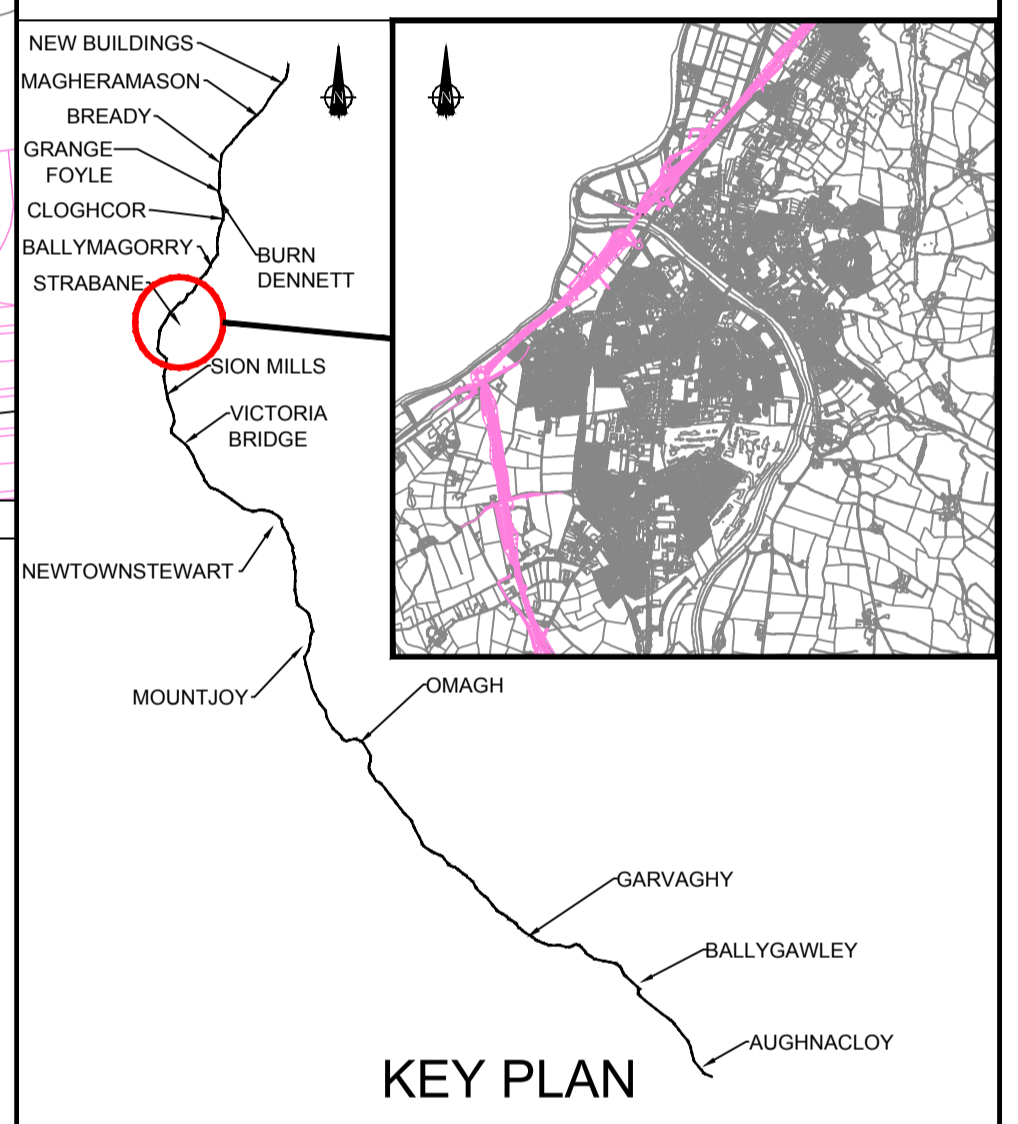 NEW BUILDINGS
MAGHERAMASON
BREADY
GRANGE
FOYLE
CLOGHCOR
BALLYMAGORRY
BURN
DENNETT
STRABANE
SION MILLS
VICTORIA
BRIDGE
NEWTOWNSTEWART
MOUNTJOY
OMAGH
GARVAGHY
BALLYGAWLEY
AUGHNACLOY
KEY PLAN
N
N